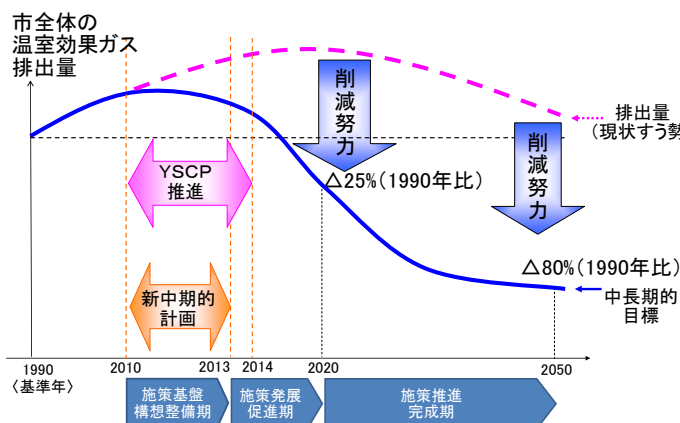 市全体の
温室効果ガス
排出量
削減努力
排出量
(現状すう勢
削減努力
YSCP
推進
△25%(1990年比)
△80%(1990年比)
新中期的
計画
中長期的
目標
1990
〈基準年〉
2010
2013
2014
2020
2050
施策基盤
構想整備期
施策発展
促進期
施策推進
完成期